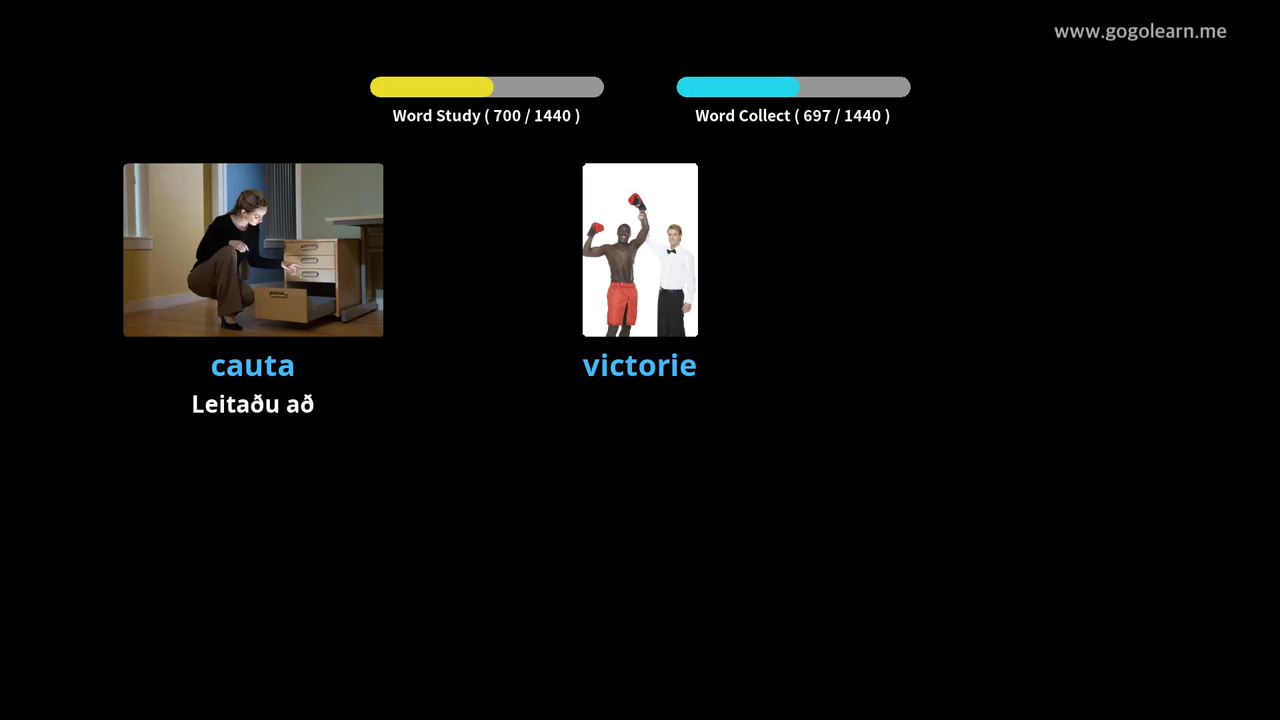 www.gogolearn.me
Word Study ( 700 / 1440 )
Word Collect ( 697 / 1440 )
cauta
Leitaðu að
victorie